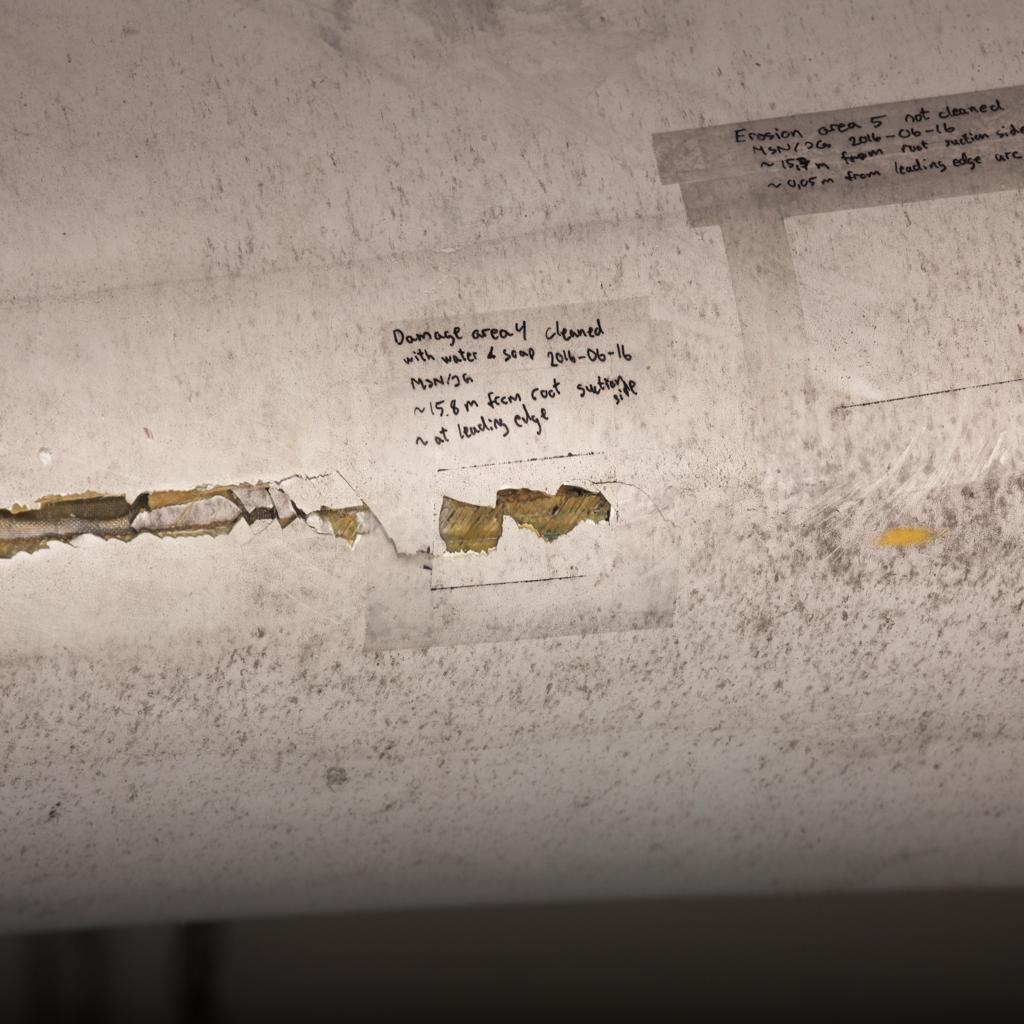 Erosion area 5 not cleaned
MSN/JG 2016-06-16
~ 15,9 m from root suction side
~ 0,05 m from leading edge arc
Damage area 4 cleaned
with water & soap 2016-06-16
MSN/JG
~15.8 m from root suction
side
~ at leading edge